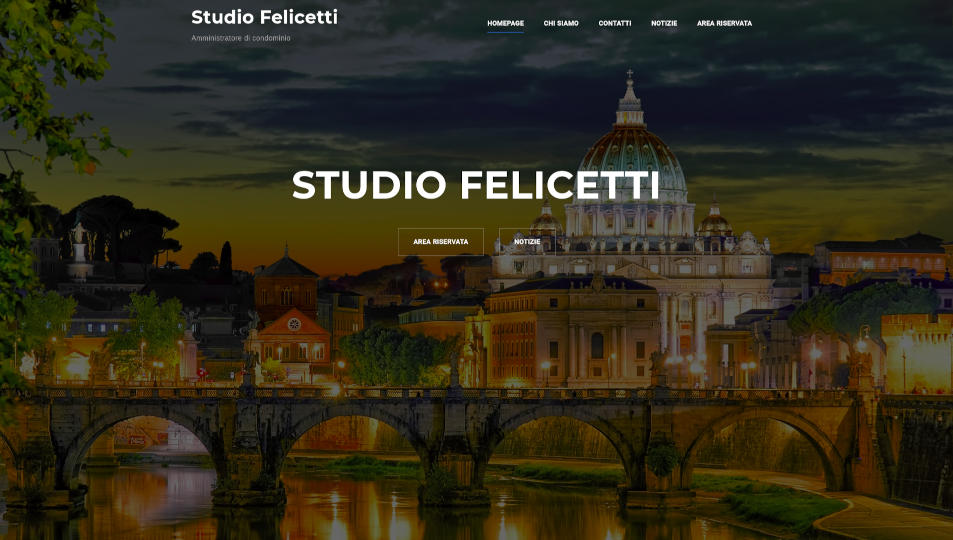 Studio Felicetti
Amministratore di condominio
HOMEPAGE CHI SIAMO CONTATTI NOTIZIE AREA RISERVATA
STUDIO FELICETTI
AREA RISERVATA NOTIZIE